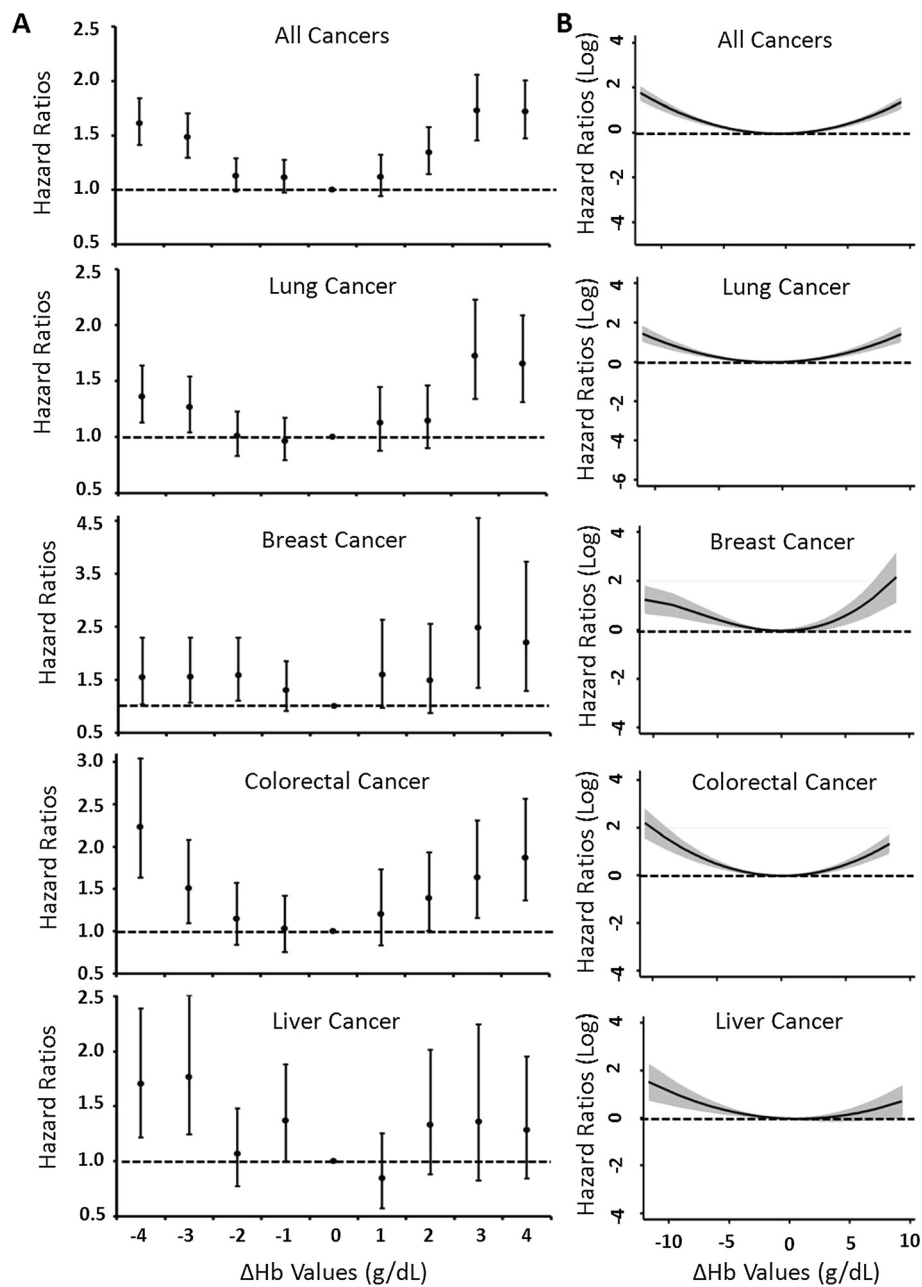 A
All Cancers
Hazard Ratios
2.5
2.0
1.5
1.0
0.5
B
All Cancers
Hazard Ratios (Log)
4
2
0
-2
-4
Lung Cancer
Hazard Ratios
2.5
2.0
1.5
1.0
0.5
Lung Cancer
Hazard Ratios (Log)
4
2
0
-2
-4
-6
Breast Cancer
Hazard Ratios
4.5
3.5
2.5
1.5
0.5
1.0
Breast Cancer
Hazard Ratios (Log)
4
2
0
-2
-4
Colorectal Cancer
Hazard Ratios
3.0
2.5
2.0
1.5
1.0
0.5
Colorectal Cancer
Hazard Ratios (Log)
4
2
0
-2
-4
Liver Cancer
Hazard Ratios
2.5
2.0
1.5
1.0
0.5
-4 -3 -2 -1 0 1 2 3 4
ΔHb Values (g/dL)
Liver Cancer
Hazard Ratios (Log)
4
2
0
-2
-4
-10 -5 0 5 10
ΔHb Values (g/dL)